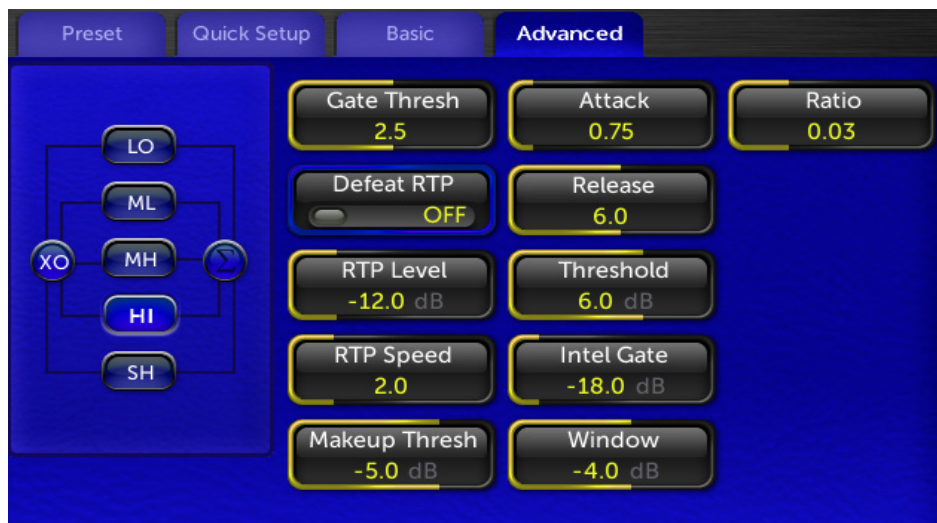 Preset
Quick Setup
Basic
Advanced
LO
ML
XO
MH
Σ
HI
SH
Gate Thresh
2.5
Attack
0.75
Ratio
0.03
Defeat RTP
OFF
Release
6.0
RTP Level
-12.0 dB
Threshold
6.0 dB
RTP Speed
2.0
Intel Gate
-18.0 dB
Makeup Thresh
-5.0 dB
Window
-4.0 dB